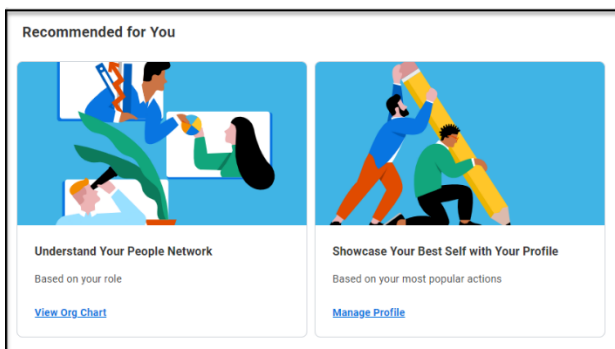 Recommended for You
Understand Your People Network
Based on your role
View Org Chart
Showcase Your Best Self with Your Profile
Based on your most popular actions
Manage Profile